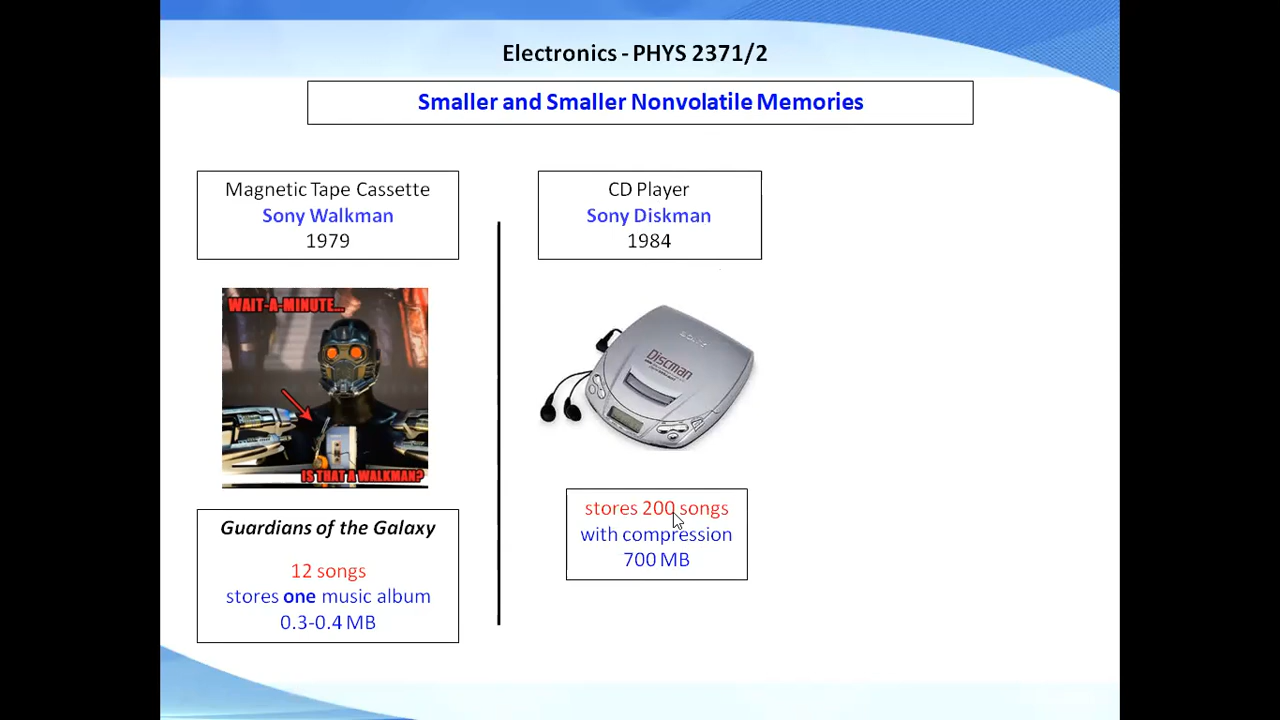 Electronics - PHYS 2371/2
Smaller and Smaller Nonvolatile Memories
Magnetic Tape Cassette
Sony Walkman
1979
WAIT-A-MINUTE...
IS THAT A WALKMAN?
Guardians of the Galaxy
12 songs
stores one music album
0.3-0.4 MB
CD Player
Sony Diskman
1984
SONY
Discman
stores 200 songs
with compression
700 MB